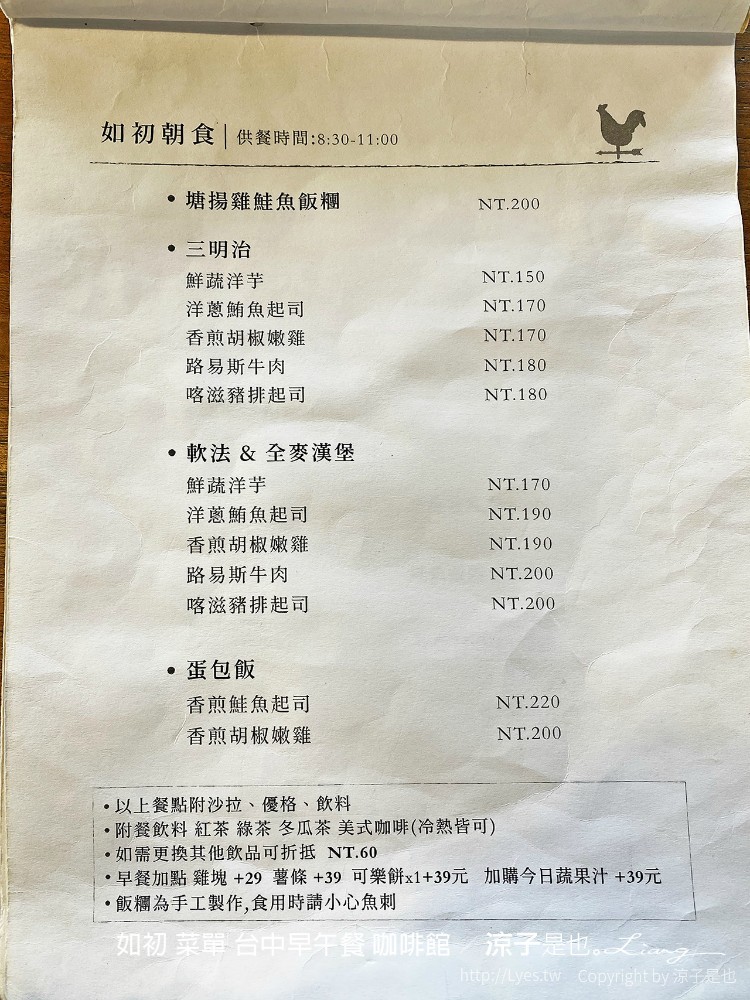 如初朝食 | 供餐時間:8:30-11:00
• 塘揚雞鮭魚飯糰 NT.200
• 三明治
鮮蔬洋芋 NT.150
洋蔥鮪魚起司 NT.170
香煎胡椒嫩雞 NT.170
路易斯牛肉 NT.180
喀滋豬排起司 NT.180
• 軟法 & 全麥漢堡
鮮蔬洋芋 NT.170
洋蔥鮪魚起司 NT.190
香煎胡椒嫩雞 NT.190
路易斯牛肉 NT.200
喀滋豬排起司 NT.200
• 蛋包飯
香煎鮭魚起司 NT.220
香煎胡椒嫩雞 NT.200
• 以上餐點附沙拉、優格、飲料
• 附餐飲料 紅茶 綠茶 冬瓜茶 美式咖啡(冷熱皆可)
• 如需更換其他飲品可折抵 NT.60
• 早餐加點 雞塊 +29 薯條 +39 可樂餅x1+39元 加購今日蔬果汁 +39元
• 飯糰為手工製作,食用時請小心魚刺
如初 菜單 台中早午餐 咖啡館 涼子是也。Liang
http://Lyes.tw Copyright by 涼子是也